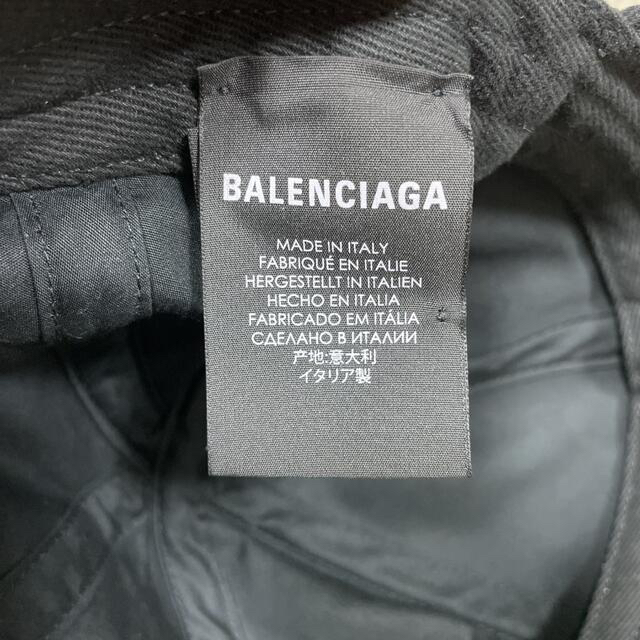 BALENCIAGA
MADE IN ITALY
FABRIQUÉ EN ITALIE
HERGESTELLT IN ITALIEN
HECHO EN ITALIA
FABRICADO EM ITÁLIA
СДЕЛАНО В ИТАЛИИ
产地:意大利
イタリア製